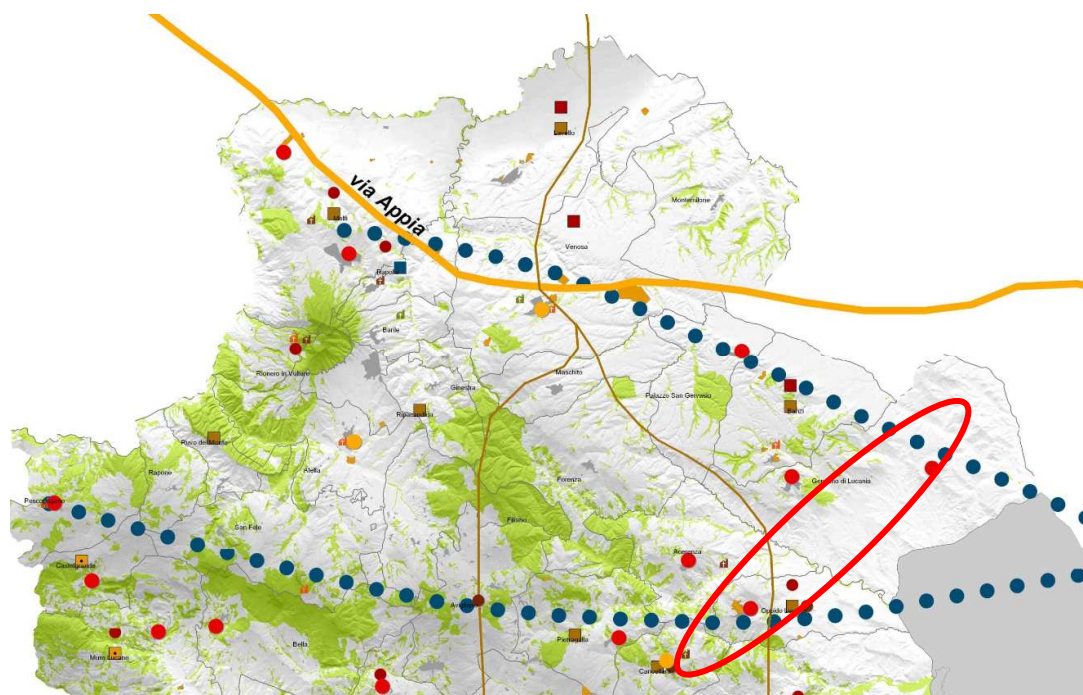 Lavello
Montemilone
via Appia
Melfi
Venosa
Rapolla
Barile
Maschito
Rionero in Vulture
Ginestra
Palazzo San Gervasio
Ripacandida
Banzi
Ruvo del Monte
Rapone
Atella
Genzano di Lucania
Forenza
Pescopagano
San Fele
Filiano
Acerenza
Castelgrande
Avigliano
Oppido
Pietragalla
Bella
Muro Lucano